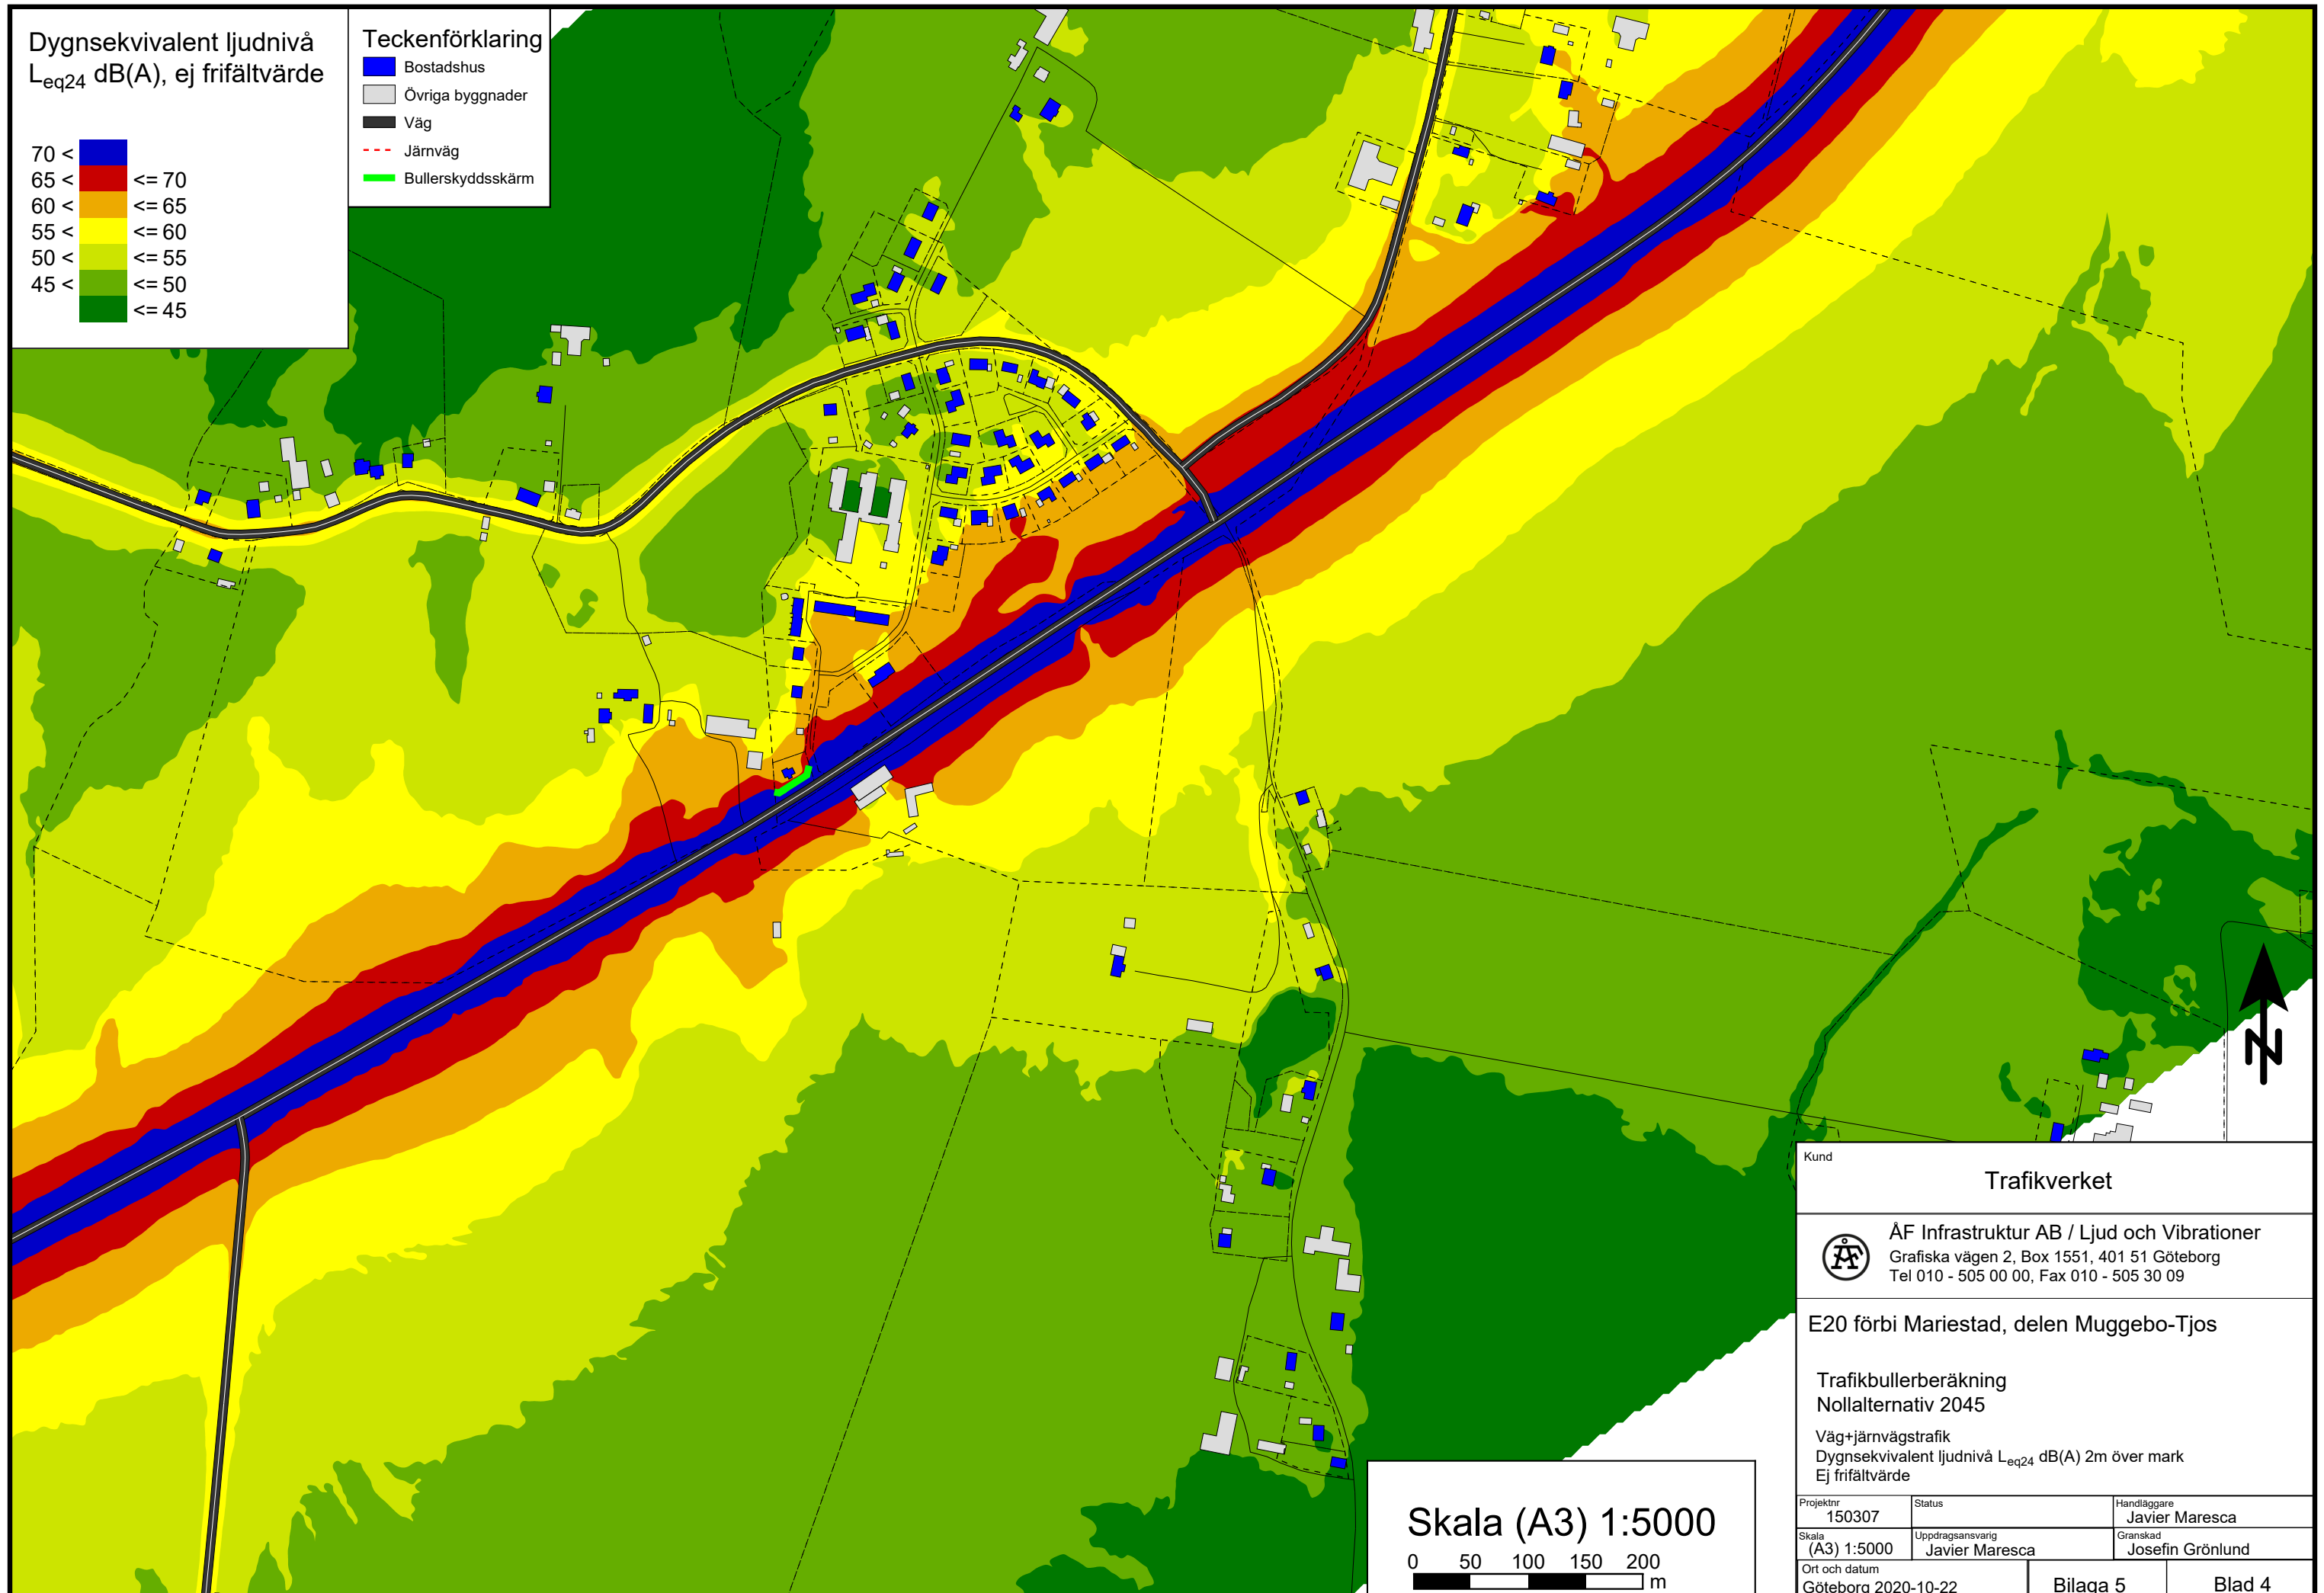 Dygnsekvivalent ljudnivå
Leq24 dB(A), ej frifältvärde
70 <
65 < <= 70
60 < <= 65
55 < <= 60
50 < <= 55
45 < <= 50
<= 45
Teckenförklaring
Bostadshus
Övriga byggnader
Väg
Järnväg
Bullerskyddsskärm
N
Skala (A3) 1:5000
0 50 100 150 200
m
Kund
Trafikverket
ÅF
ÅF Infrastruktur AB / Ljud och Vibrationer
Grafiska vägen 2, Box 1551, 401 51 Göteborg
Tel 010 - 505 00 00, Fax 010 - 505 30 09
E20 förbi Mariestad, delen Muggebo-Tjos
Trafikbullerberäkning
Nollalternativ 2045
Väg+järnvägstrafik
Dygnsekvivalent ljudnivå Leq24 dB(A) 2m över mark
Ej frifältvärde
Projektnr
150307
Status
Handläggare
Javier Maresca
Skala
(A3) 1:5000
Uppdragsansvarig
Javier Maresca
Granskad
Josefin Grönlund
Ort och datum
Göteborg 2020-10-22
Bilaga 5
Blad 4